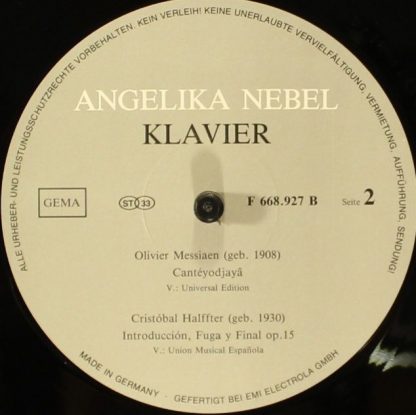 ALLE URHEBER- UND LEISTUNGSSCHUTZRECHTE VORBEHALTEN. KEIN VERLEIH! KEINE UNERLAUBTE VERVIELFÄLTIGUNG, VERMIETUNG, AUFFÜHRUNG, SENDUNG!
ANGELIKA NEBEL
KLAVIER
GEMA
ST 33
F 668.927 B
Seite 2
Olivier Messiaen (geb. 1908)
Cantéyodjayâ
V.: Universal Edition
Cristóbal Halffter (geb. 1930)
Introducción, Fuga y Final op.15
V.: Union Musical Española
MADE IN GERMANY - GEFERTIGT BEI EMI ELECTROLA GMBH